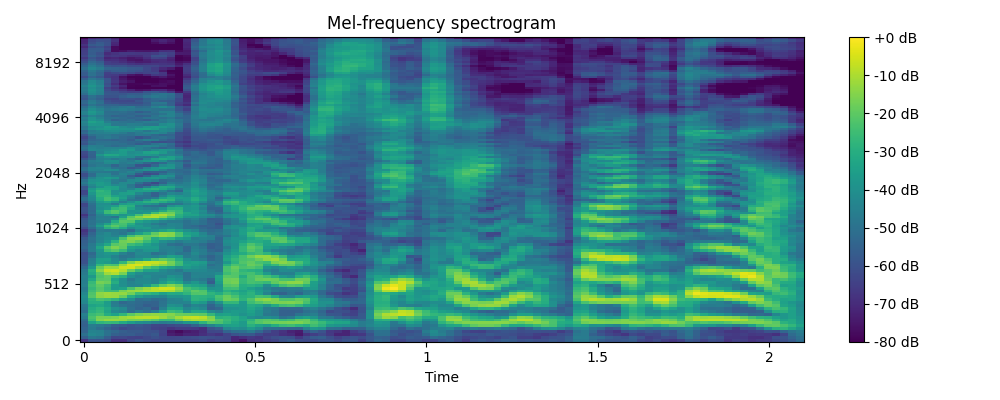 Mel-frequency spectrogram
Hz
8192
4096
2048
1024
512
0
0
0.5
1
1.5
2
Time
+0 dB
-10 dB
-20 dB
-30 dB
-40 dB
-50 dB
-60 dB
-70 dB
-80 dB